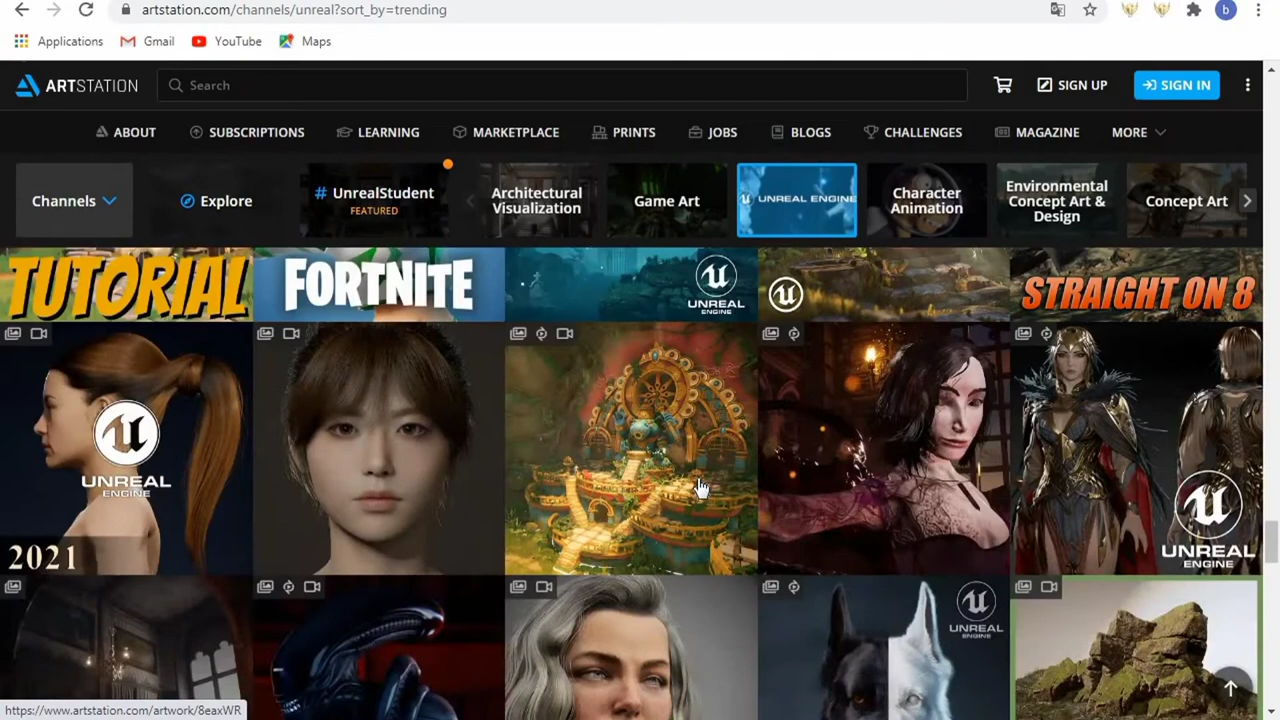 artstation.com/channels/unreal?sort_by=trending
b
Applications
Gmail
YouTube
Maps
ARTSTATION
Search
SIGN UP
SIGN IN
ABOUT
SUBSCRIPTIONS
LEARNING
MARKETPLACE
PRINTS
JOBS
BLOGS
CHALLENGES
MAGAZINE
MORE
Channels
Explore
# UnrealStudent
FEATURED
Architectural
Visualization
Game Art
UNREAL ENGINE
Character
Animation
Environmental
Concept Art &
Design
Concept Art
TUTORIAL
FORTNITE
UNREAL
ENGINE
STRAIGHT ON 8
UNREAL
ENGINE
2021
UNREAL
ENGINE
UNREAL
ENGINE
https://www.artstation.com/artwork/8eaxWR